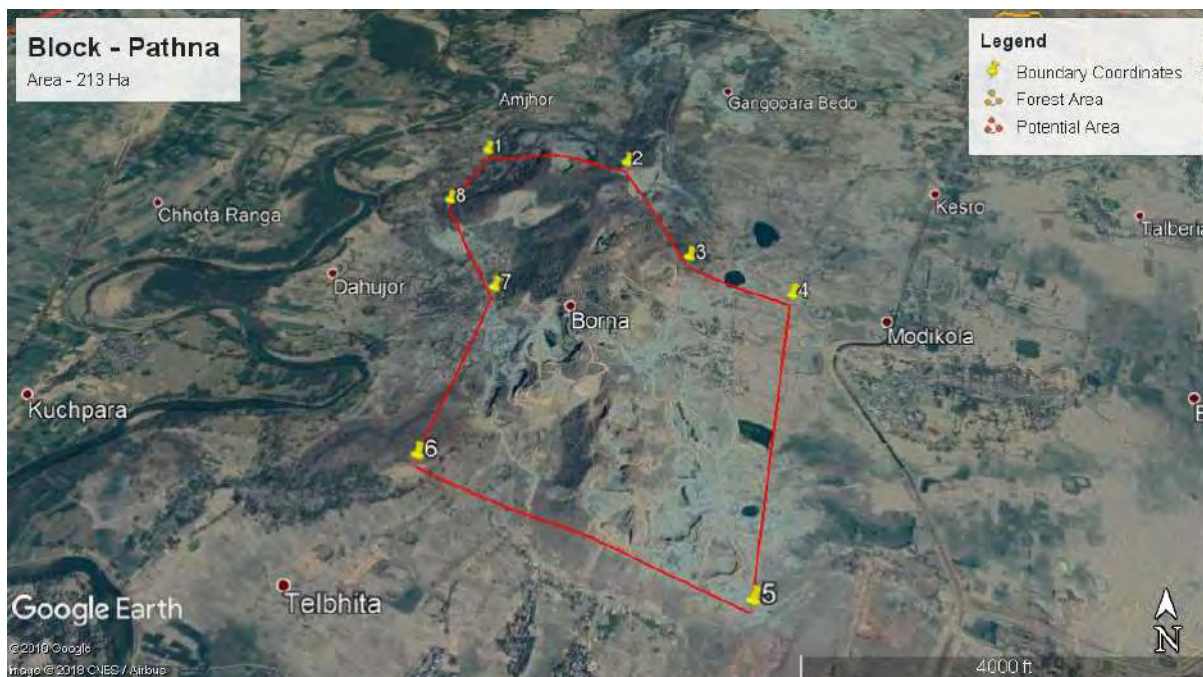 Block - Pathna
Area - 213 Ha
Legend
Boundary Coordinates
Forest Area
Potential Area
Amjhor
Gangopara Bedo
1
2
8
Chhota Ranga
Kesro
Talberia
3
Dahujor
7
4
Borna
Modikola
Kuchpara
B
6
5
Telbhita
Google Earth
© 2018 Google
Image © 2018 CNES / Airbus
4000 ft
N